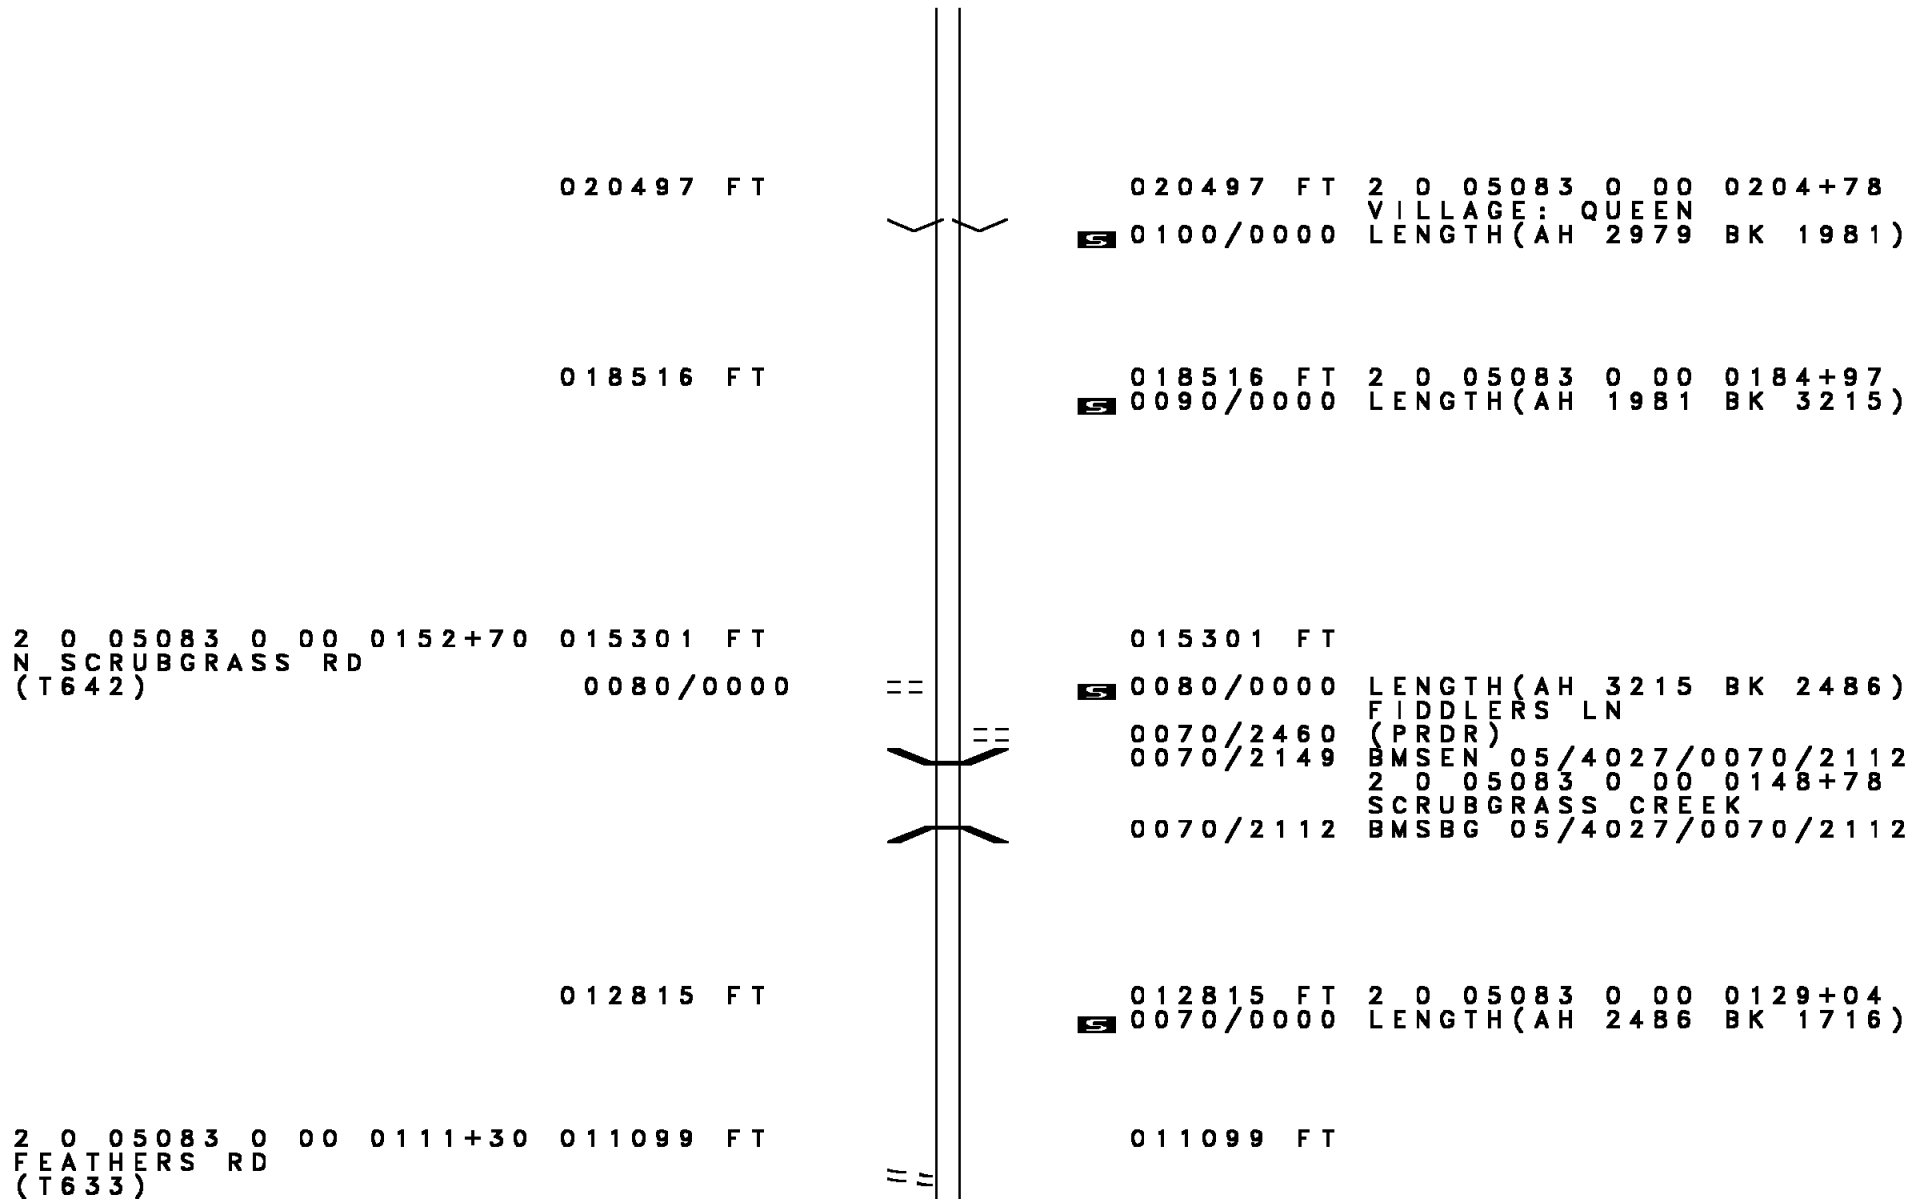 020497 FT 020497 FT 2 0 05083 0 00 0204+78
VILLAGE: QUEEN
S 0100/0000 LENGTH(AH 2979 BK 1981)
018516 FT 018516 FT 2 0 05083 0 00 0184+97
S 0090/0000 LENGTH(AH 1981 BK 3215)
2 0 05083 0 00 0152+70 015301 FT 015301 FT
N SCRUBGRASS RD
(T642) 0080/0000 S 0080/0000 LENGTH(AH 3215 BK 2486)
FIDDLERS LN
0070/2460 (PRDR)
0070/2149 BMSEN 05/4027/0070/2112
2 0 05083 0 00 0148+78
SCRUBGRASS CREEK
0070/2112 BMSBG 05/4027/0070/2112
012815 FT 012815 FT 2 0 05083 0 00 0129+04
S 0070/0000 LENGTH(AH 2486 BK 1716)
2 0 05083 0 00 0111+30 011099 FT 011099 FT
FEATHERS RD
(T633)